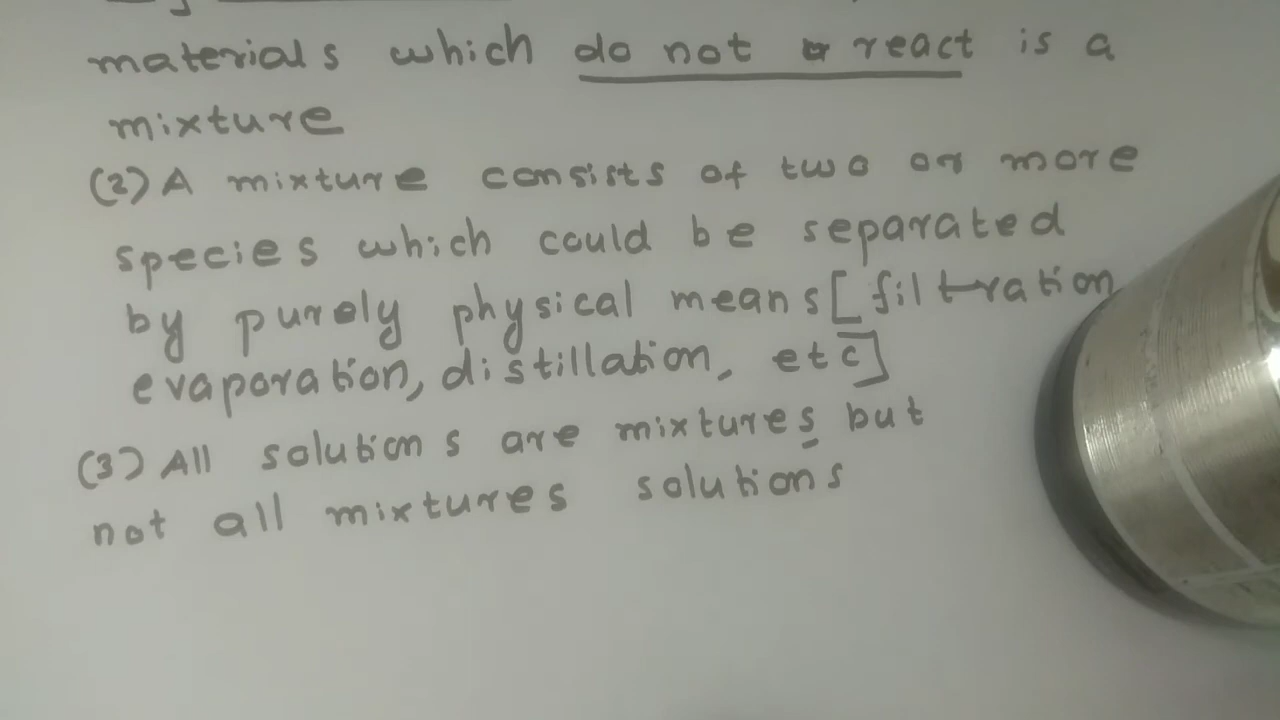 materials which do not react is a
mixture
(2) A mixture consists of two or more
species which could be separated
by purely physical means [filtration
evaporation, distillation, etc]
(3) All solutions are mixtures but
not all mixtures solutions